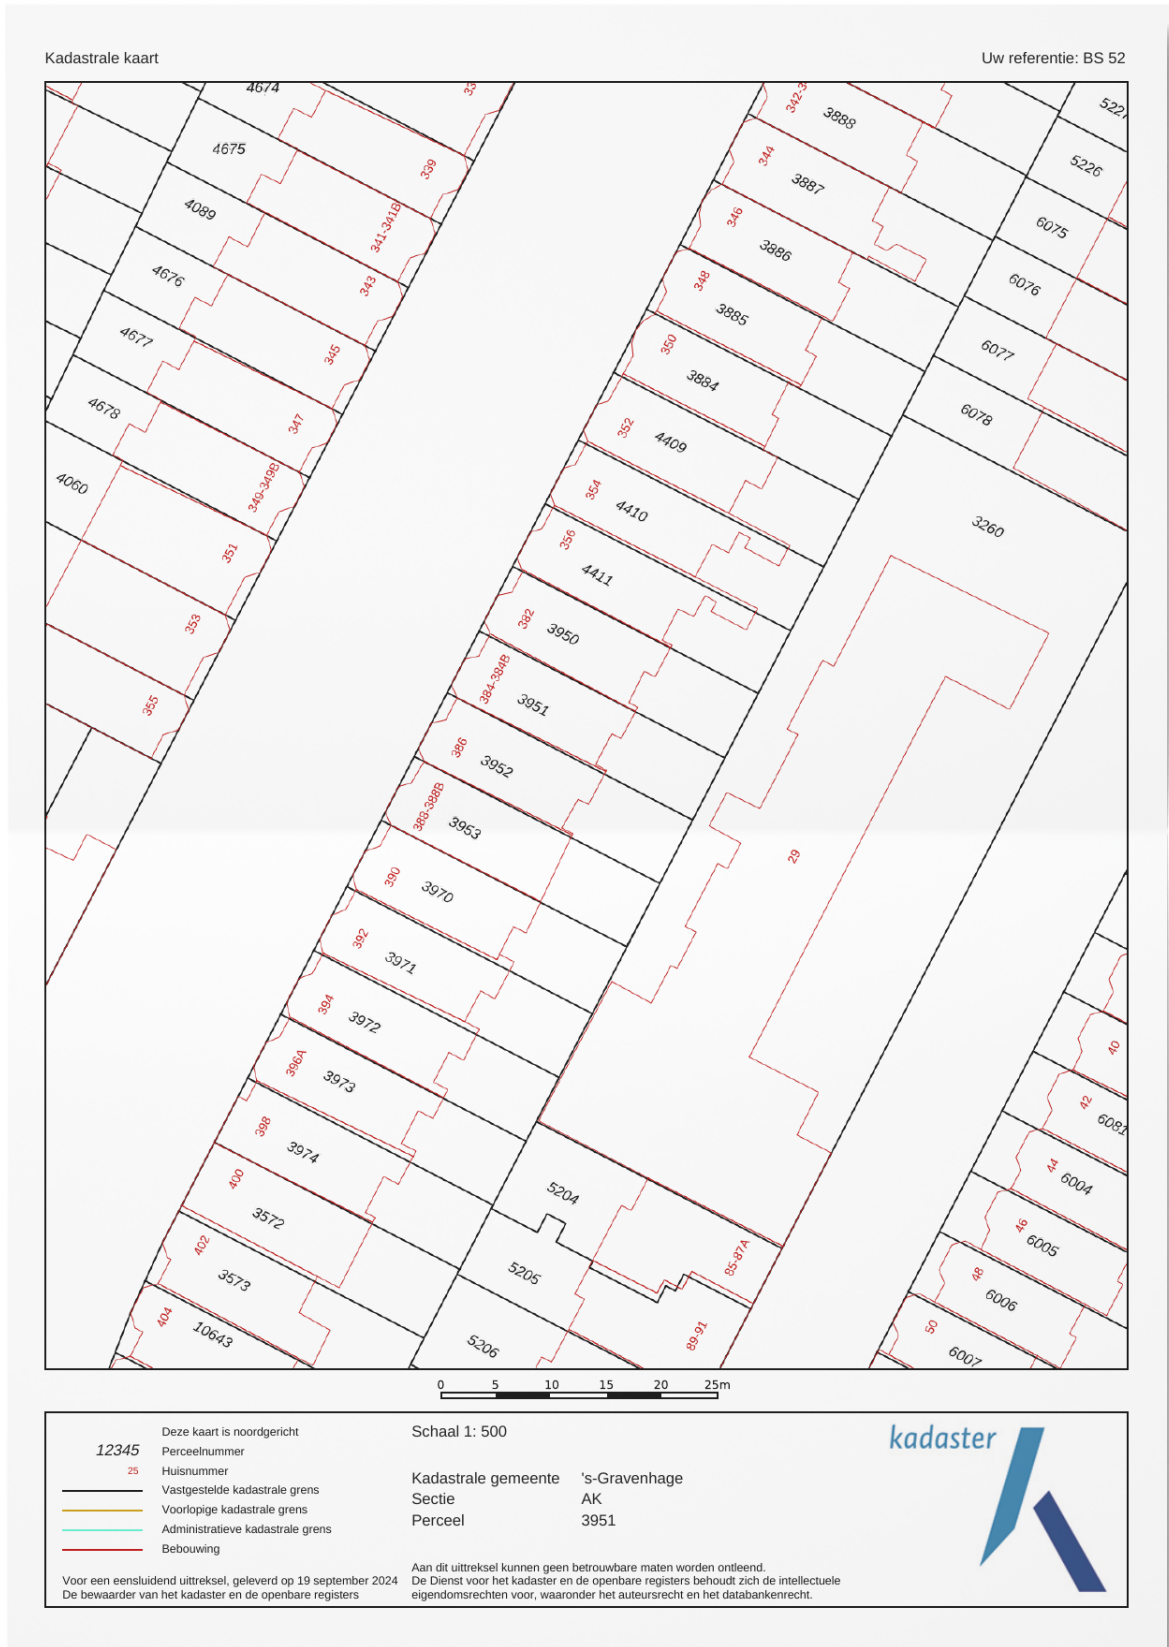 Kadastrale kaart
Uw referentie: BS 52
4674
4675
4089
4676
4677
4678
4060
339
341-341B
343
345
347
349-349B
351
353
355
342-3
344
346
348
350
352
354
356
382
384-384B
386
388-388B
390
392
394
396A
398
400
402
404
3888
3887
3886
3885
3884
4409
4410
4411
3950
3951
3952
3953
3970
3971
3972
3973
3974
3572
3573
10643
5226
6075
6076
6077
6078
3260
29
5204
5205
5206
85-87A
89-91
40
42
44
46
48
50
6081
6004
6005
6006
6007
0 5 10 15 20 25m
Deze kaart is noordgericht
12345 Perceelnummer
25 Huisnummer
Vastgestelde kadastrale grens
Voorlopige kadastrale grens
Administratieve kadastrale grens
Bebouwing
Voor een eensluidend uittreksel, geleverd op 19 september 2024
De bewaarder van het kadaster en de openbare registers
Schaal 1: 500
Kadastrale gemeente 's-Gravenhage
Sectie AK
Perceel 3951
Aan dit uittreksel kunnen geen betrouwbare maten worden ontleend.
De Dienst voor het kadaster en de openbare registers behoudt zich de intellectuele
eigendomsrechten voor, waaronder het auteursrecht en het databankenrecht.
kadaster